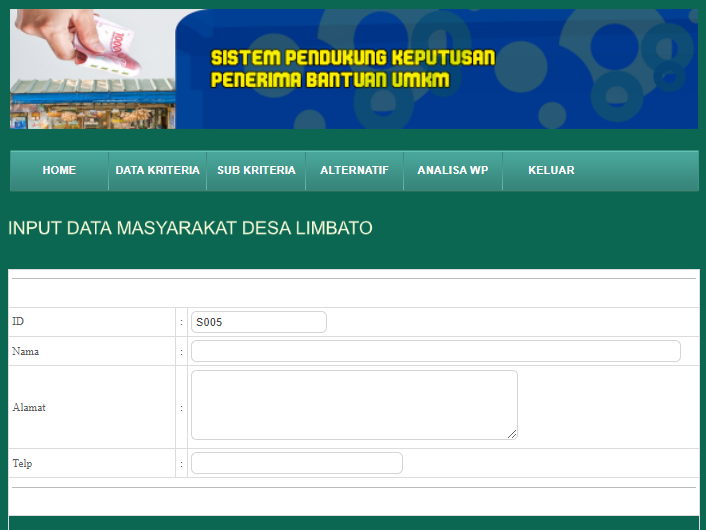 SISTEM PENDUKUNG KEPUTUSAN
PENERIMA BANTUAN UMKM
HOME DATA KRITERIA SUB KRITERIA ALTERNATIF ANALISA WP KELUAR
INPUT DATA MASYARAKAT DESA LIMBATO
ID : S005
Nama :
Alamat :
Telp :